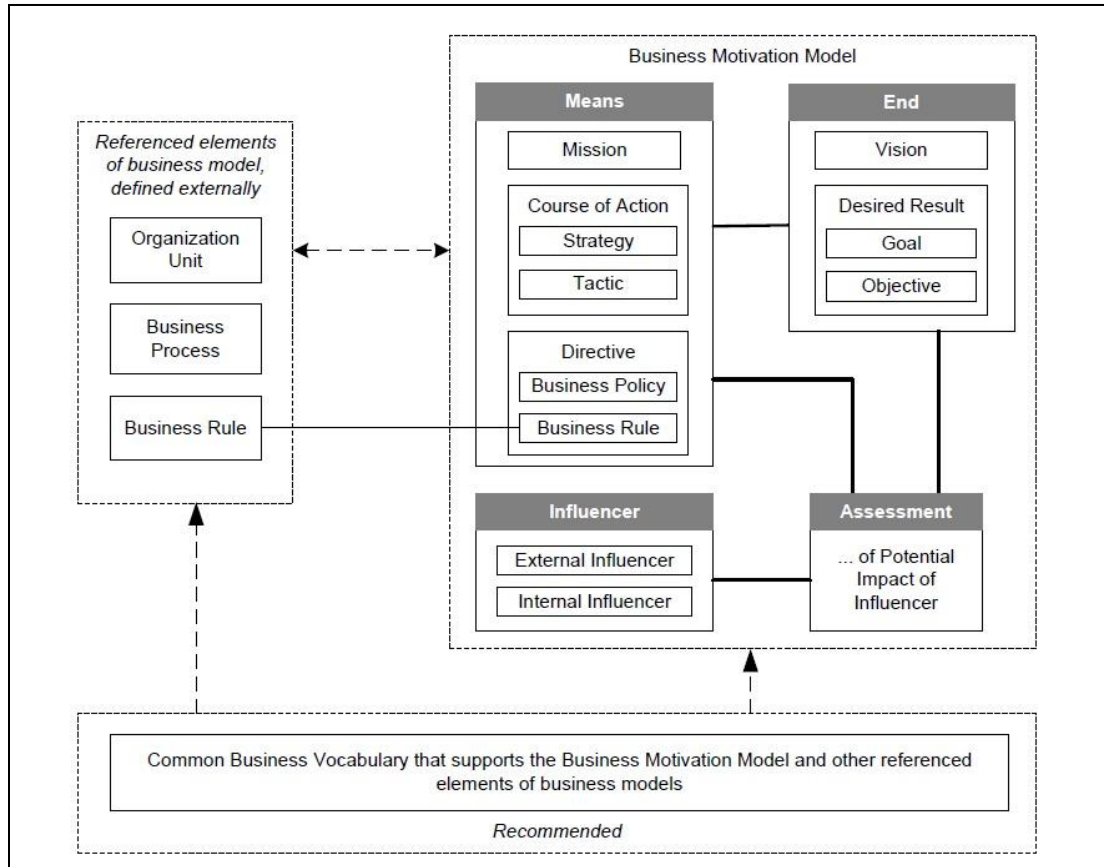 Business Motivation Model
Means
Mission
Course of Action
Strategy
Tactic
Directive
Business Policy
Business Rule
End
Vision
Desired Result
Goal
Objective
Referenced elements
of business model,
defined externally
Organization
Unit
Business
Process
Business Rule
Influencer
External Influencer
Internal Influencer
Assessment
... of Potential
Impact of
Influencer
Common Business Vocabulary that supports the Business Motivation Model and other referenced
elements of business models
Recommended